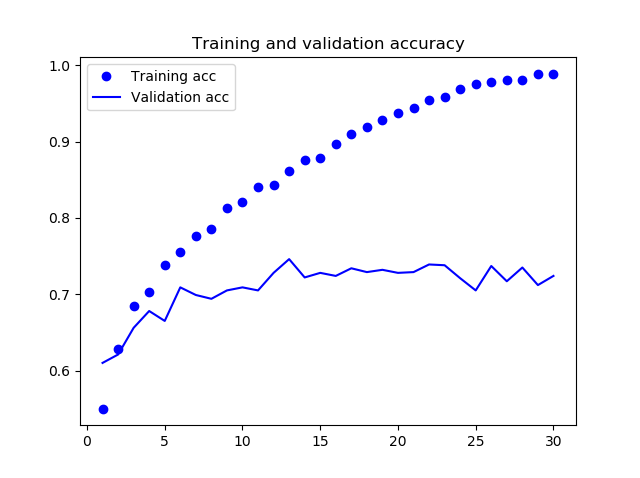 Training and validation accuracy
Training acc
Validation acc
1.0
0.9
0.8
0.7
0.6
0 5 10 15 20 25 30